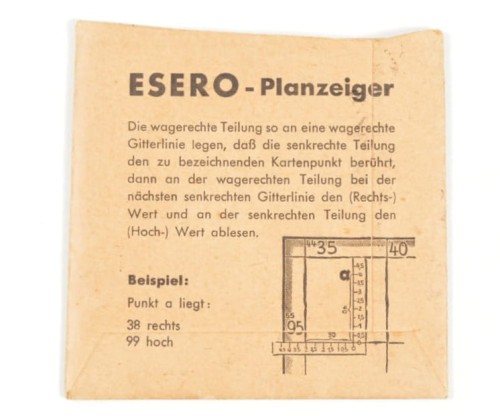 ESERO - Planzeiger
Die wagerechte Teilung so an eine wagerechte
Gitterlinie legen, daß die senkrechte Teilung
den zu bezeichnenden Kartenpunkt berührt,
dann an der wagerechten Teilung bei der
nächsten senkrechten Gitterlinie den (Rechts-)
Wert und an der senkrechten Teilung den
(Hoch-) Wert ablesen.
Beispiel:
Punkt a liegt:
38 rechts
99 hoch
4435 40
a
95